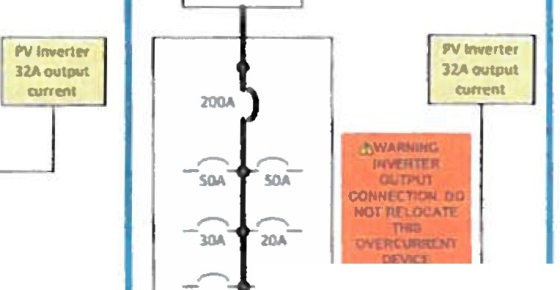 PV Inverter
32A output
current
200A
50A 50A
30A 20A
PV Inverter
32A output
current
⚠WARNING
INVERTER
OUTPUT
CONNECTION. DO
NOT RELOCATE
THIS
OVERCURRENT
DEVICE